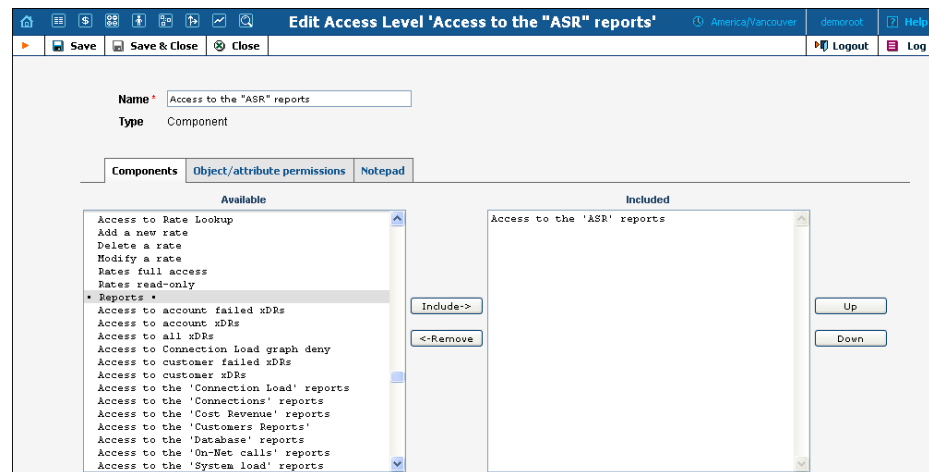 Edit Access Level 'Access to the "ASR" reports'
America/Vancouver
demoroot
Help
Save
Save & Close
Close
Logout
Log
Name * Access to the "ASR" reports
Type Component
Components Object/attribute permissions Notepad
Available
Access to Rate Lookup
Add a new rate
Delete a rate
Modify a rate
Rates full access
Rates read-only
▪ Reports ▪
Access to account failed xDRs
Access to account xDRs
Access to all xDRs
Access to Connection Load graph deny
Access to customer failed xDRs
Access to customer xDRs
Access to the 'Connection Load' reports
Access to the 'Connections' reports
Access to the 'Cost Revenue' reports
Access to the 'Customers Reports'
Access to the 'Database' reports
Access to the 'On-Net calls' reports
Access to the 'System load' reports
Include->
<-Remove
Included
Access to the 'ASR' reports
Up
Down